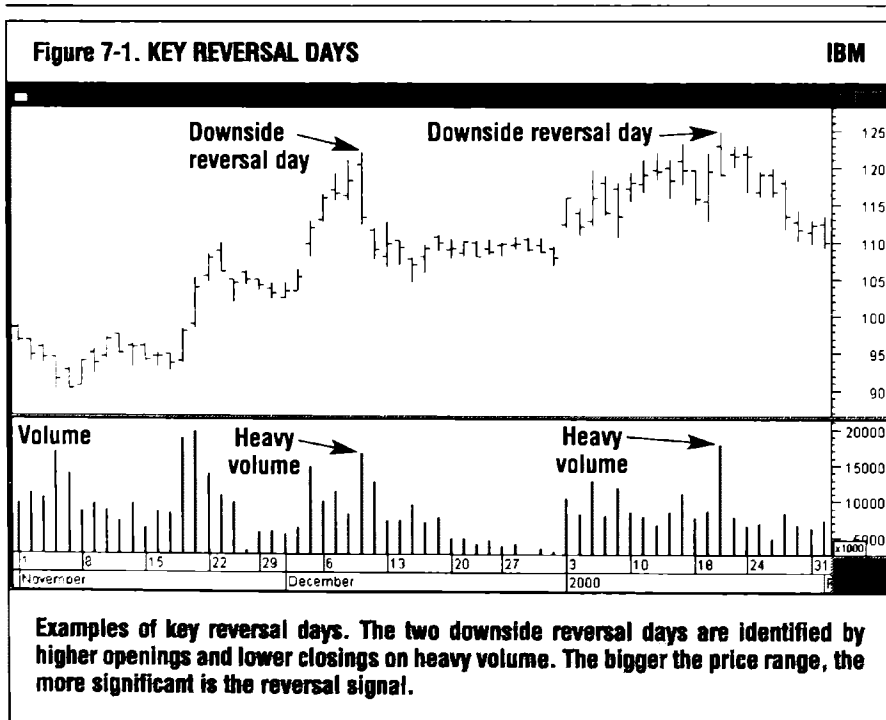 Figure 7-1. KEY REVERSAL DAYS IBM
Downside
reversal day
Downside reversal day
125
120
115
110
105
100
95
90
Volume
Heavy
volume
Heavy
volume
20000
15000
10000
5000
x1000
1 8 15 22 29 6 13 20 27 3 10 18 24 31
November December 2000
Examples of key reversal days. The two downside reversal days are identified by
higher openings and lower closings on heavy volume. The bigger the price range, the
more significant is the reversal signal.